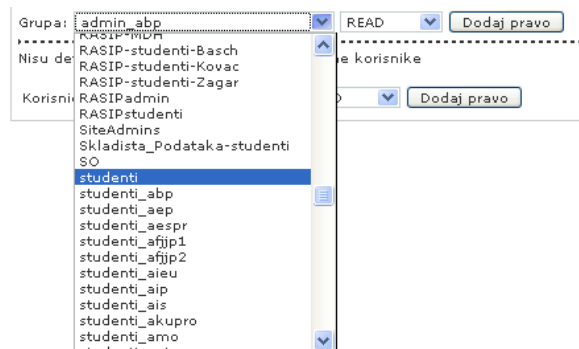 Grupa: admin_abp READ Dodaj pravo
RASIP-MDH
Nisu de ne korisnike
RASIP-studenti-Basch
RASIP-studenti-Kovac
RASIP-studenti-Zagar
Korisni Dodaj pravo
RASIPadmin
RASIPstudenti
SiteAdmins
Skladista_Podataka-studenti
SO
studenti
studenti_abp
studenti_aep
studenti_aespr
studenti_afjjp1
studenti_afjjp2
studenti_aieu
studenti_aip
studenti_ais
studenti_akupro
studenti_amo